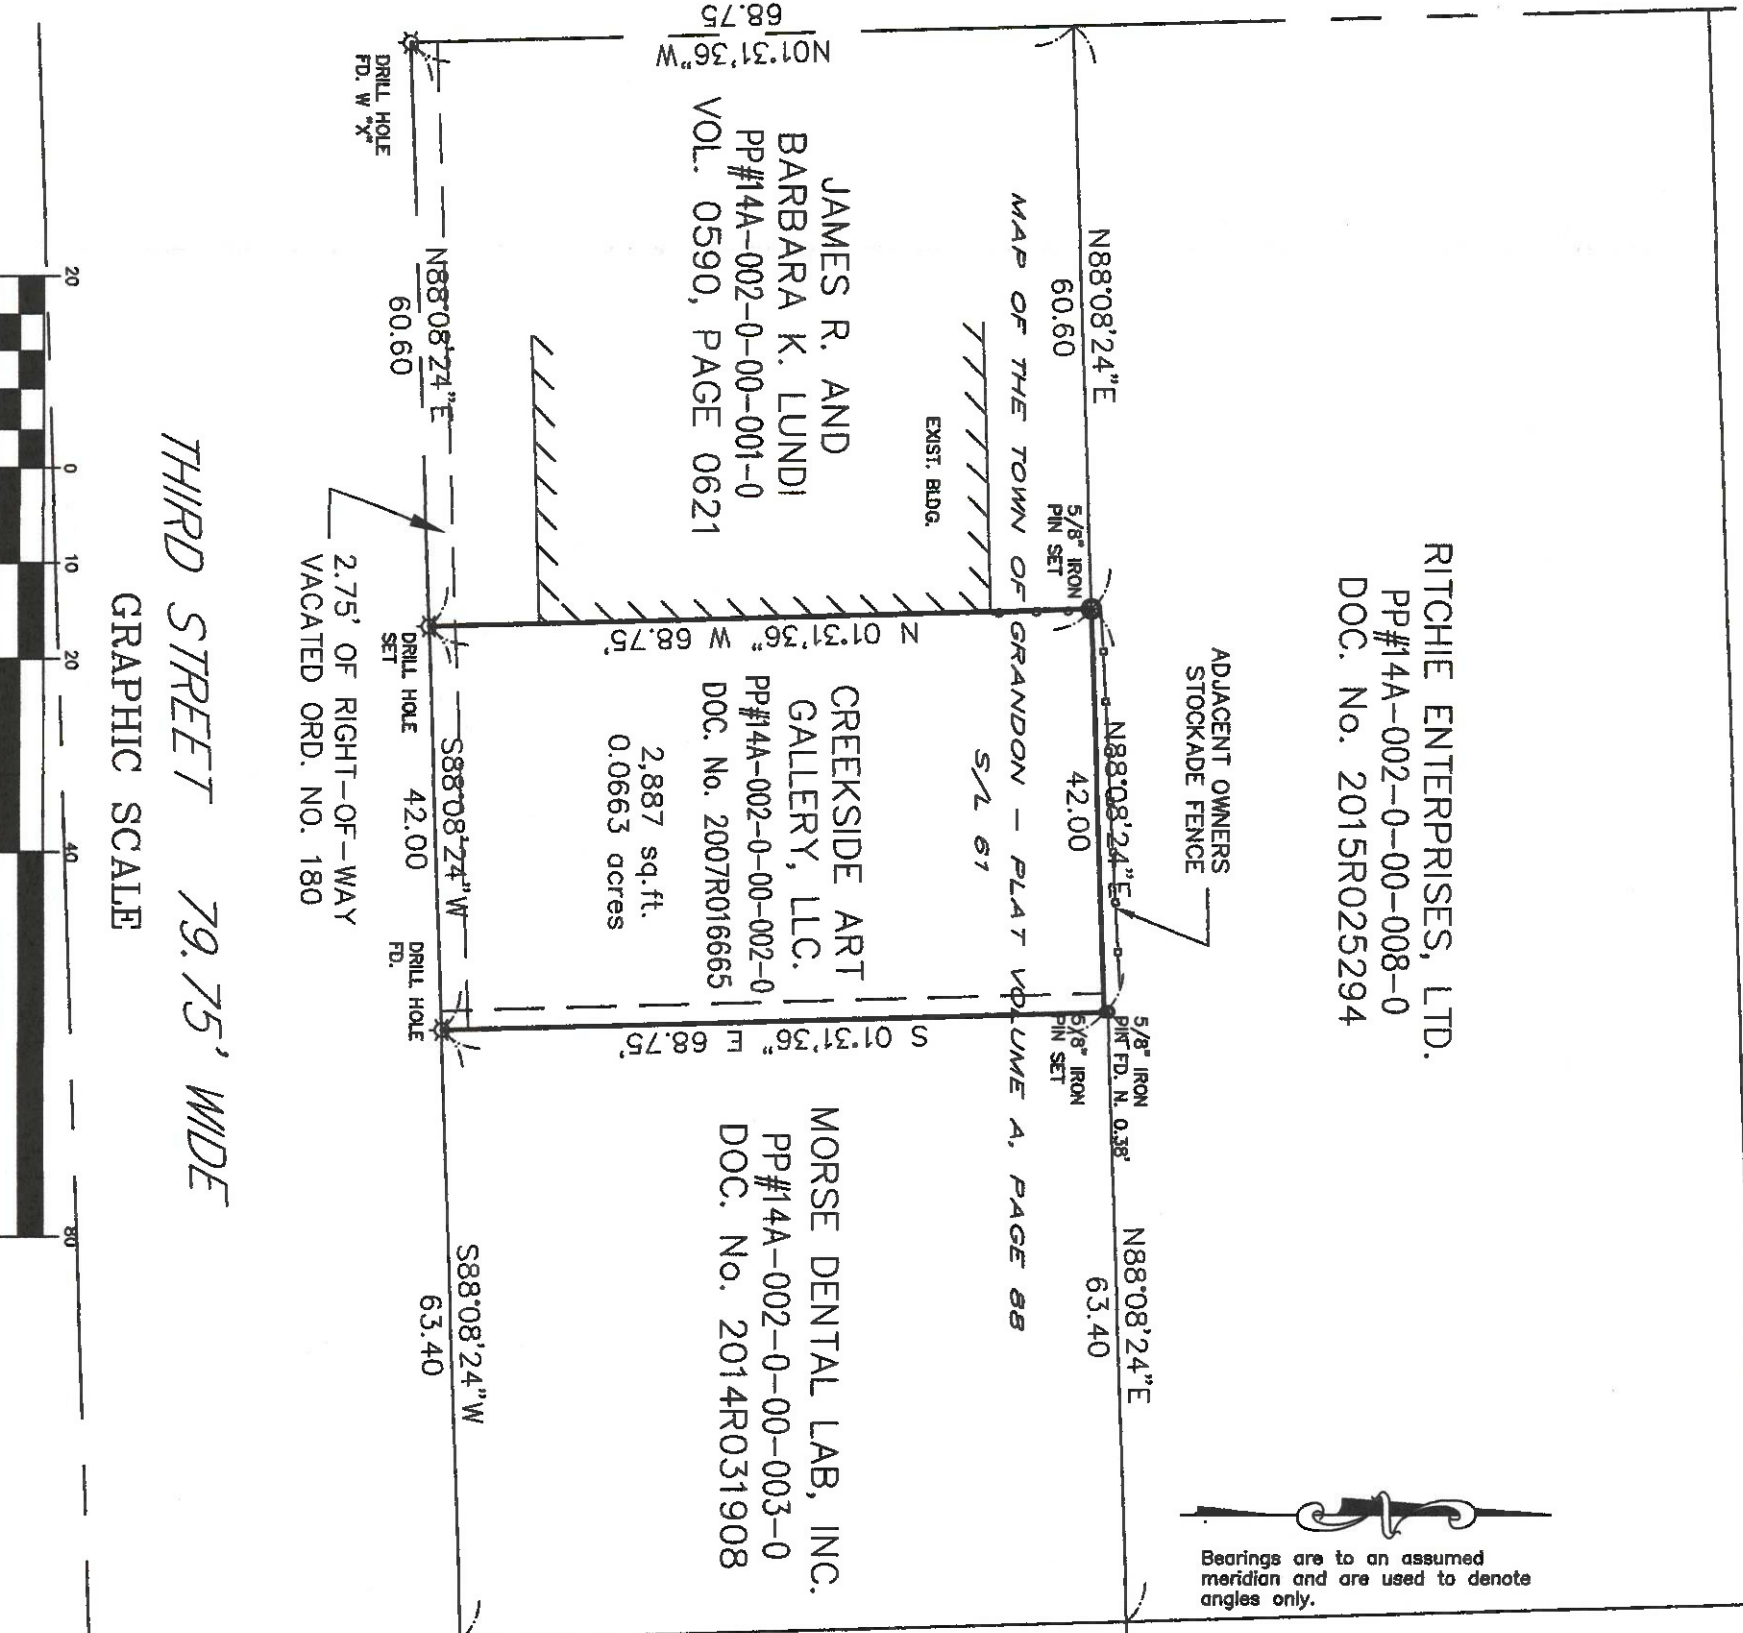 RITCHIE ENTERPRISES, LTD.
PP#14A-002-0-00-008-0
DOC. No. 2015R025294
ADJACENT OWNERS
STOCKADE FENCE
Bearings are to an assumed
meridian and are used to denote
angles only.
N88°08'24"E
60.60
5/8" IRON
PIN SET
N88°08'24"E
42.00
5/8" IRON
PIN FD. N. 0.38'
5/8" IRON
PIN SET
N88°08'24"E
63.40
MAP OF THE TOWN OF GRANDON - PLAT VOLUME A, PAGE 88
S/L 61
EXIST. BLDG.
N01°31'36"W
68.75
JAMES R. AND
BARBARA K. LUNDI
PP#14A-002-0-00-001-0
VOL. 0590, PAGE 0621
N 01°31'36" W 68.75'
CREEKSIDE ART
GALLERY, LLC.
PP#14A-002-0-00-002-0
DOC. No. 2007R016665
2,887 sq.ft.
0.0663 acres
S 01°31'36" E 68.75'
MORSE DENTAL LAB, INC.
PP#14A-002-0-00-003-0
DOC. No. 2014R031908
DRILL HOLE
FD. W "X"
N88°08'24"E
60.60
DRILL HOLE
SET
S88°08'24"W
42.00
DRILL HOLE
FD.
S88°08'24"W
63.40
2.75' OF RIGHT-OF-WAY
VACATED ORD. NO. 180
THIRD STREET 79.75' WIDE
GRAPHIC SCALE
20 0 10 20 40 80